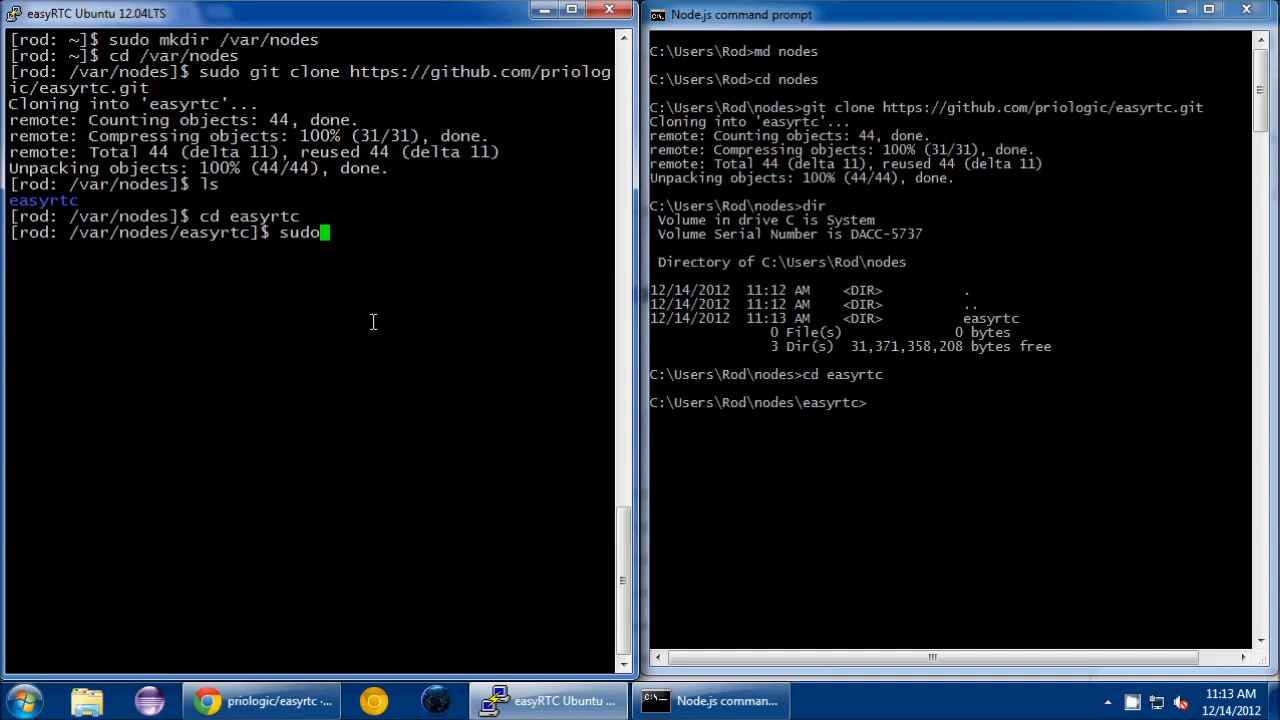 easyRTC Ubuntu 12.04LTS
[rod: ~]$ sudo mkdir /var/nodes
[rod: ~]$ cd /var/nodes
[rod: /var/nodes]$ sudo git clone https://github.com/priolog
ic/easyrtc.git
Cloning into 'easyrtc'...
remote: Counting objects: 44, done.
remote: Compressing objects: 100% (31/31), done.
remote: Total 44 (delta 11), reused 44 (delta 11)
Unpacking objects: 100% (44/44), done.
[rod: /var/nodes]$ ls
easyrtc
[rod: /var/nodes]$ cd easyrtc
[rod: /var/nodes/easyrtc]$ sudo
Node.js command prompt
C:\Users\Rod>md nodes
C:\Users\Rod>cd nodes
C:\Users\Rod\nodes>git clone https://github.com/priologic/easyrtc.git
Cloning into 'easyrtc'...
remote: Counting objects: 44, done.
remote: Compressing objects: 100% (31/31), done.
remote: Total 44 (delta 11), reused 44 (delta 11)
Unpacking objects: 100% (44/44), done.
C:\Users\Rod\nodes>dir
Volume in drive C is System
Volume Serial Number is DACC-5737
Directory of C:\Users\Rod\nodes
12/14/2012 11:12 AM <DIR> .
12/14/2012 11:12 AM <DIR> ..
12/14/2012 11:13 AM <DIR> easyrtc
0 File(s) 0 bytes
3 Dir(s) 31,371,358,208 bytes free
C:\Users\Rod\nodes>cd easyrtc
C:\Users\Rod\nodes\easyrtc>
priologic/easyrtc -...
easyRTC Ubuntu ...
Node.js comman...
11:13 AM
12/14/2012